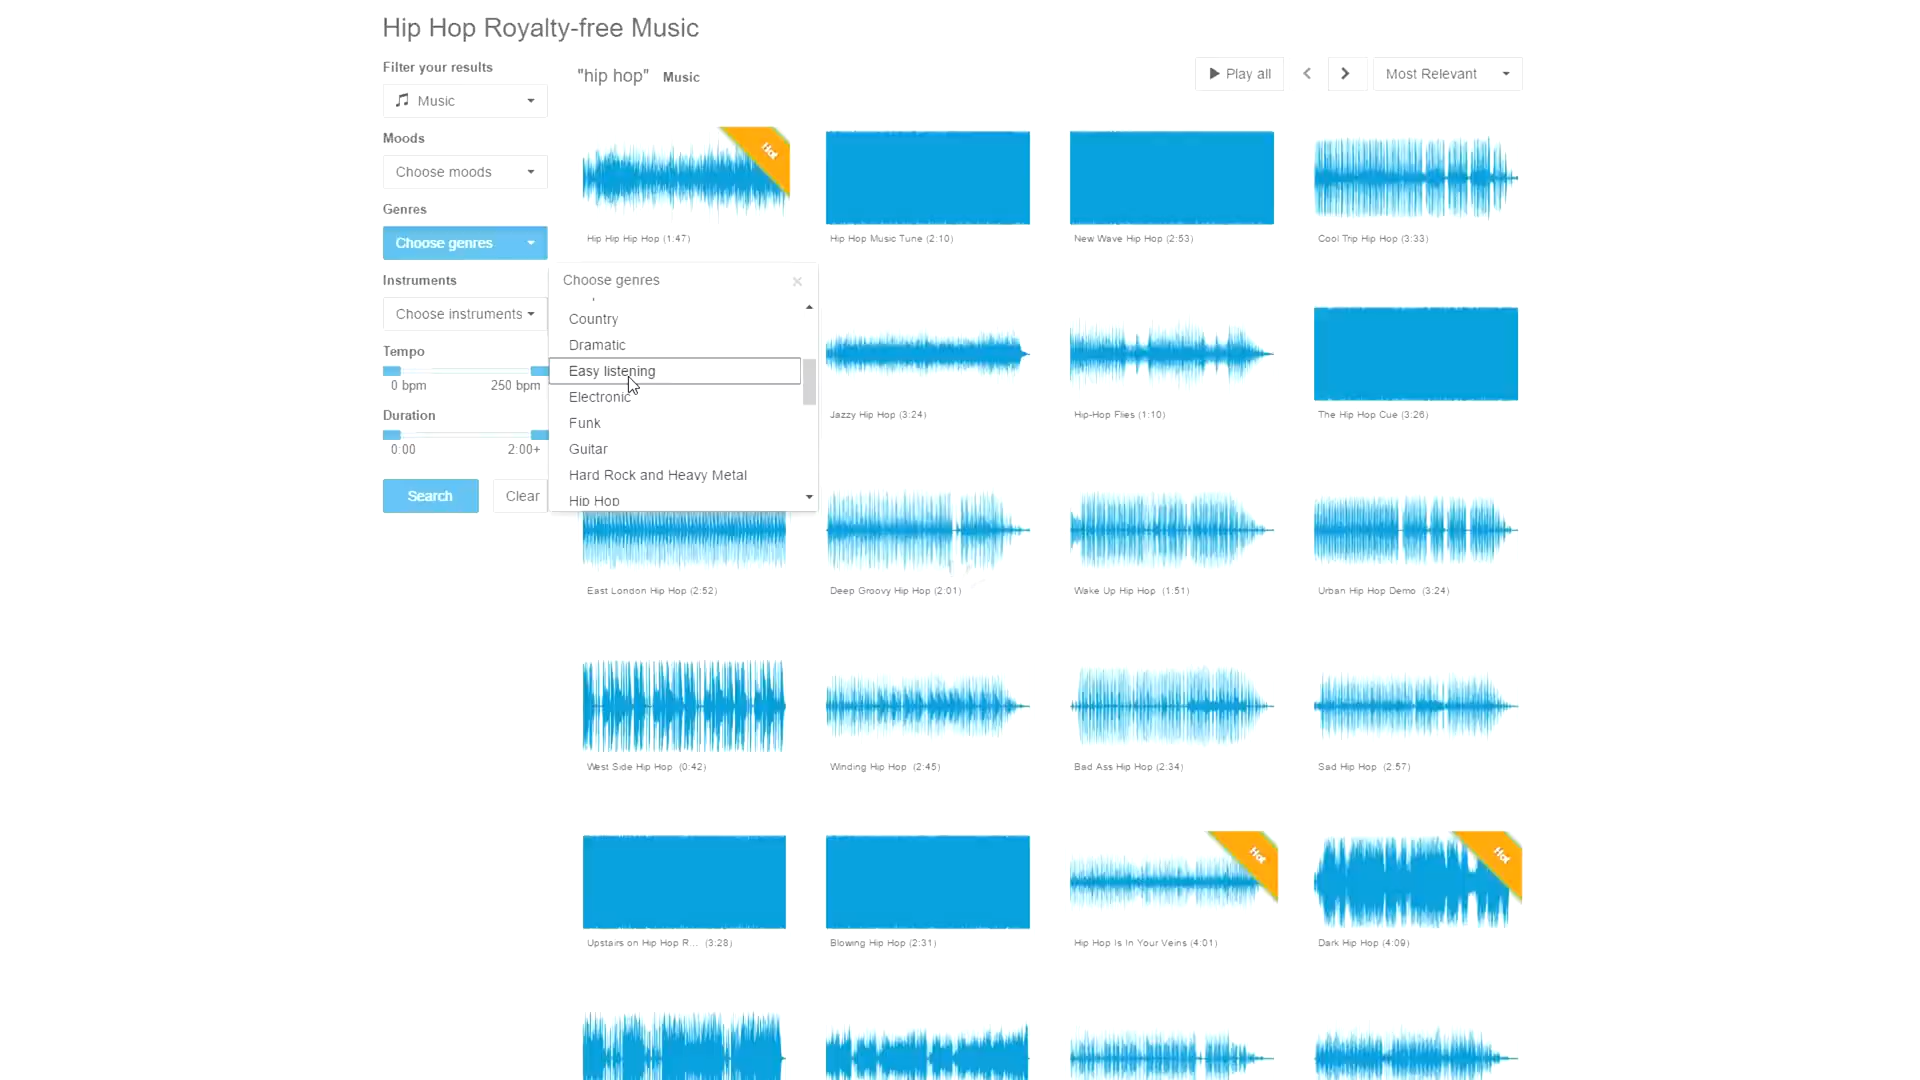 Hip Hop Royalty-free Music
Filter your results
Music
Moods
Choose moods
Genres
Choose genres
Instruments
Choose instruments
Tempo
0 bpm 250 bpm
Duration
0:00 2:00+
Search Clear
"hip hop" Music
Play all
Most Relevant
Hot
Hip Hip Hip Hop (1:47)
Hip Hop Music Tune (2:10)
New Wave Hip Hop (2:53)
Cool Trip Hip Hop (3:33)
Choose genres ×
Country
Dramatic
Easy listening
Electronic
Funk
Guitar
Hard Rock and Heavy Metal
Hip Hop
Jazzy Hip Hop (3:24)
Hip-Hop Flies (1:10)
The Hip Hop Cue (3:26)
East London Hip Hop (2:52)
Deep Groovy Hip Hop (2:01)
Wake Up Hip Hop (1:51)
Urban Hip Hop Demo (3:24)
West Side Hip Hop (0:42)
Winding Hip Hop (2:45)
Bad Ass Hip Hop (2:34)
Sad Hip Hop (2:57)
Hot
Hot
Upstairs on Hip Hop R... (3:28)
Blowing Hip Hop (2:31)
Hip Hop Is In Your Veins (4:01)
Dark Hip Hop (4:09)